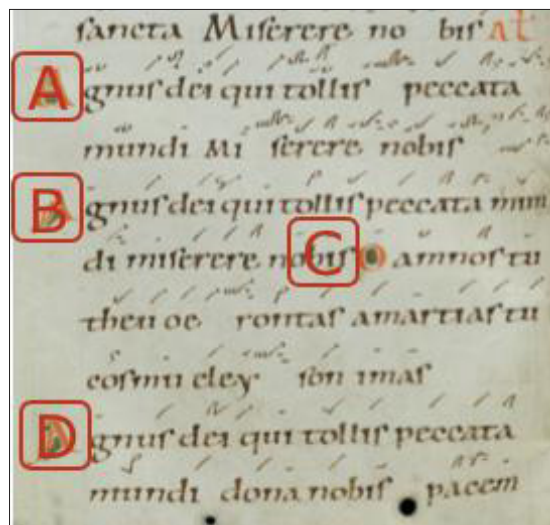 sancta Miserere no bis at
A gnus dei qui tollis peccata
mundi Mi serere nobis
B gnus dei qui tollis peccata mun
di miserere nobis C O amnos tu
theu oe rontas amartias tu
cosmu eley son imas
D gnus dei qui tollis peccata
mundi dona nobis pacem